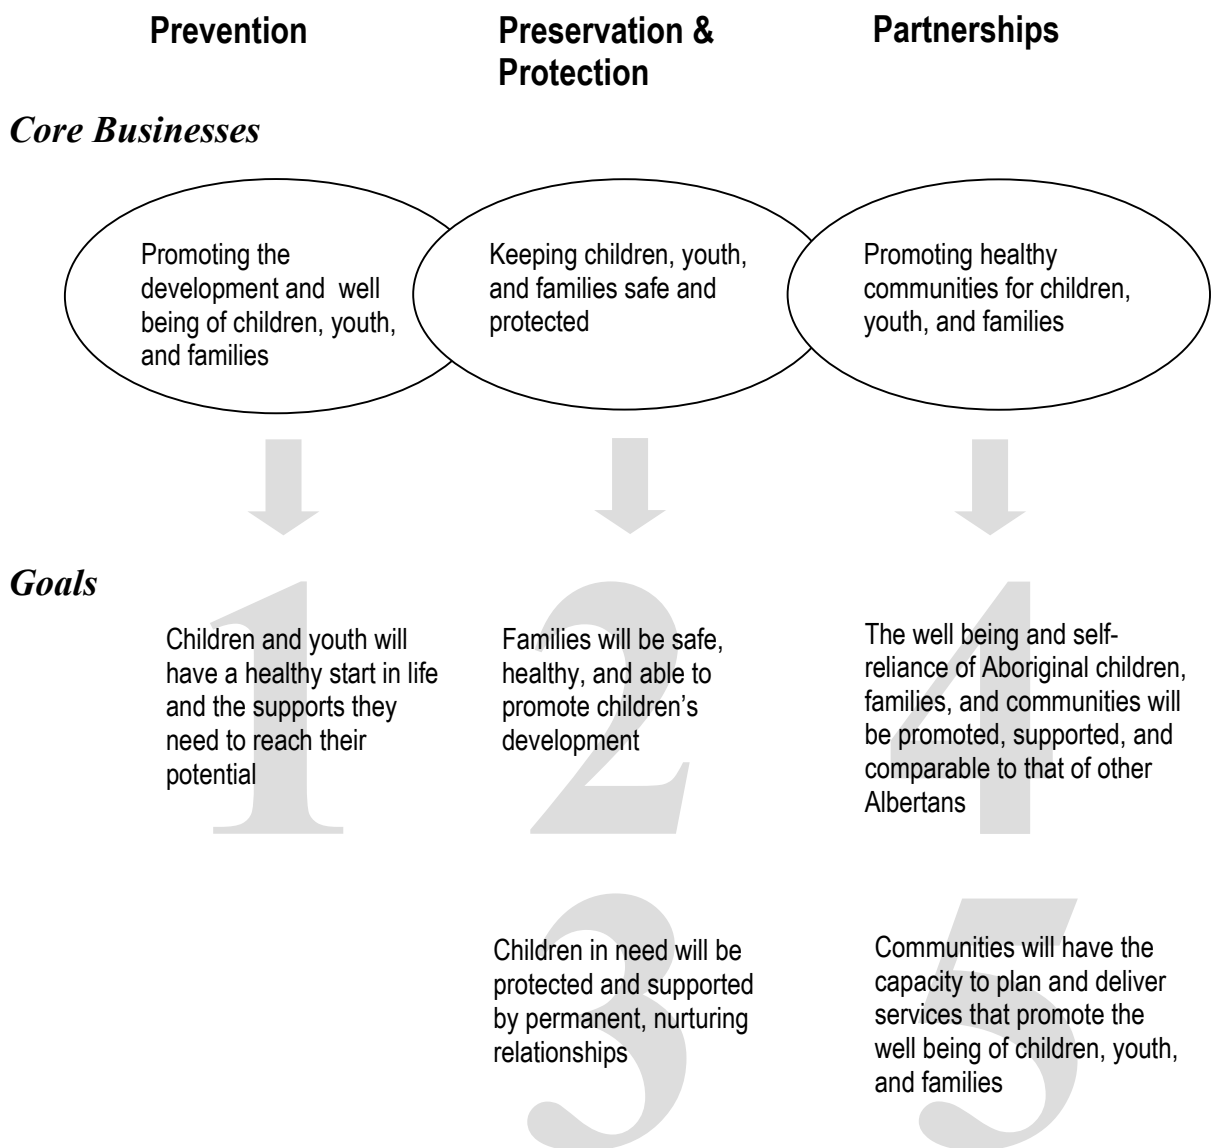 Prevention
Preservation &
Protection
Partnerships
Core Businesses
Promoting the
development and  well
being of children, youth,
and families
Keeping children, youth,
and families safe and
protected
Promoting healthy
communities for children,
youth, and families
Goals
1
Children and youth will
have a healthy start in life
and the supports they
need to reach their
potential
2
Families will be safe,
healthy, and able to
promote children’s
development
4
The well being and self-
reliance of Aboriginal children,
families, and communities will
be promoted, supported, and
comparable to that of other
Albertans
3
Children in need will be
protected and supported
by permanent, nurturing
relationships
5
Communities will have the
capacity to plan and deliver
services that promote the
well being of children, youth,
and families